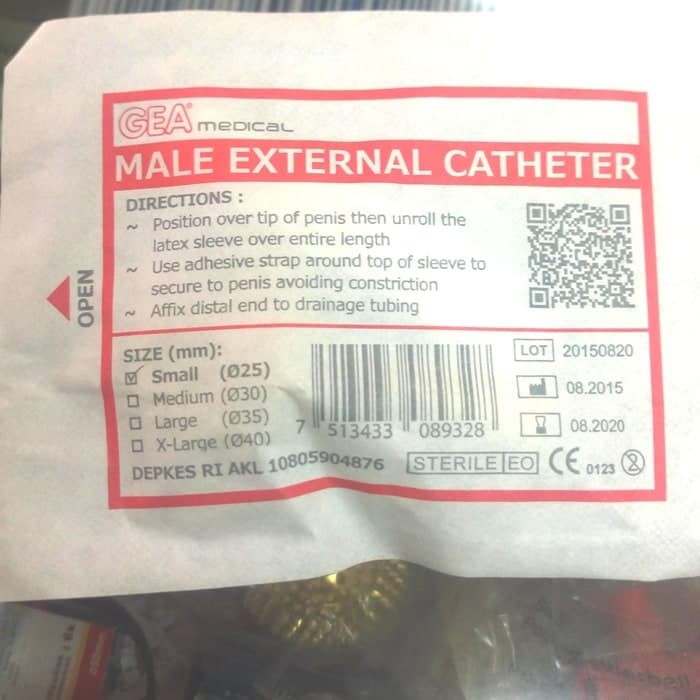 GEA® MEDICAL
MALE EXTERNAL CATHETER
DIRECTIONS :
~ Position over tip of penis then unroll the
latex sleeve over entire length
~ Use adhesive strap around top of sleeve to
secure to penis avoiding constriction
~ Affix distal end to drainage tubing
OPEN
SIZE (mm):
☑ Small (Ø25)
☐ Medium (Ø30)
☐ Large (Ø35)
☐ X-Large (Ø40)
7 513433 089328
LOT 20150820
08.2015
08.2020
DEPKES RI AKL 10805904876
STERILE EO CE 0123 2